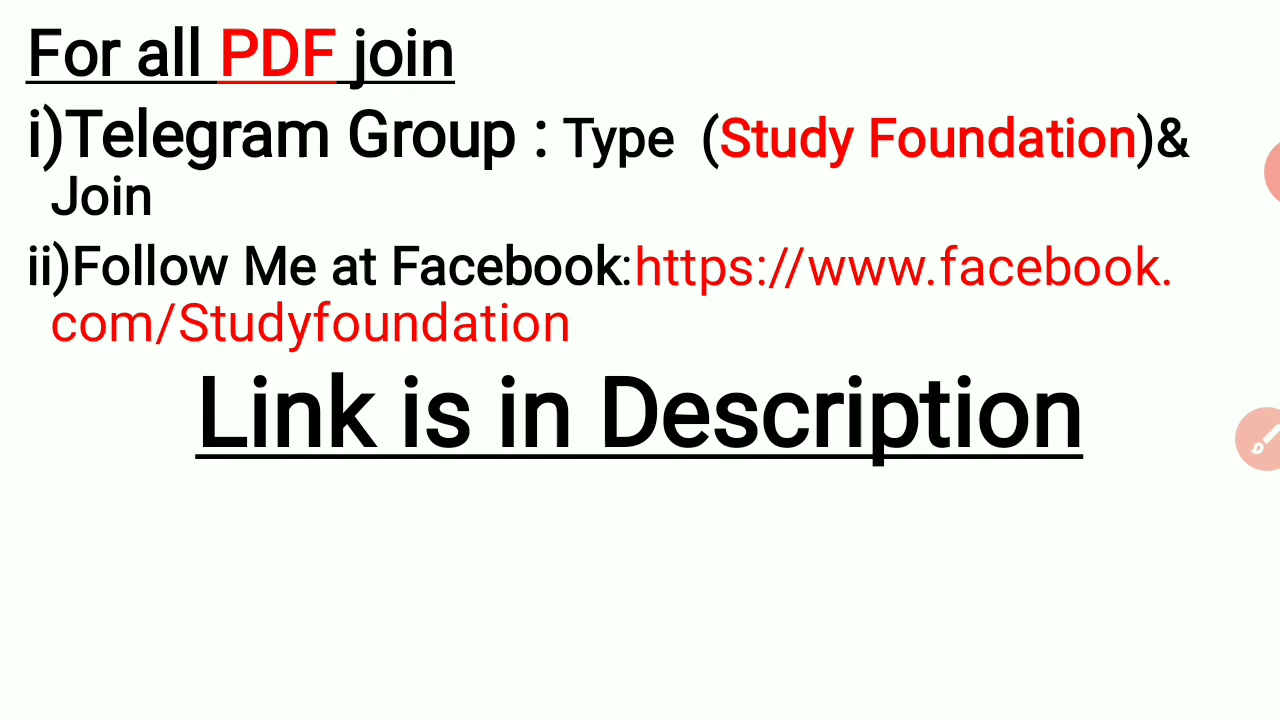 For all PDF join
i)Telegram Group : Type (Study Foundation)&
Join
ii)Follow Me at Facebook:https://www.facebook.
com/Studyfoundation
Link is in Description